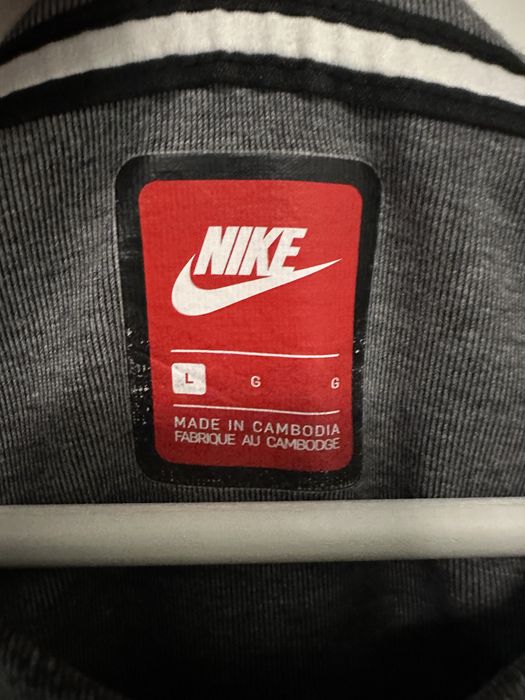 NIKE
L G G
MADE IN CAMBODIA
FABRIQUE AU CAMBODGE